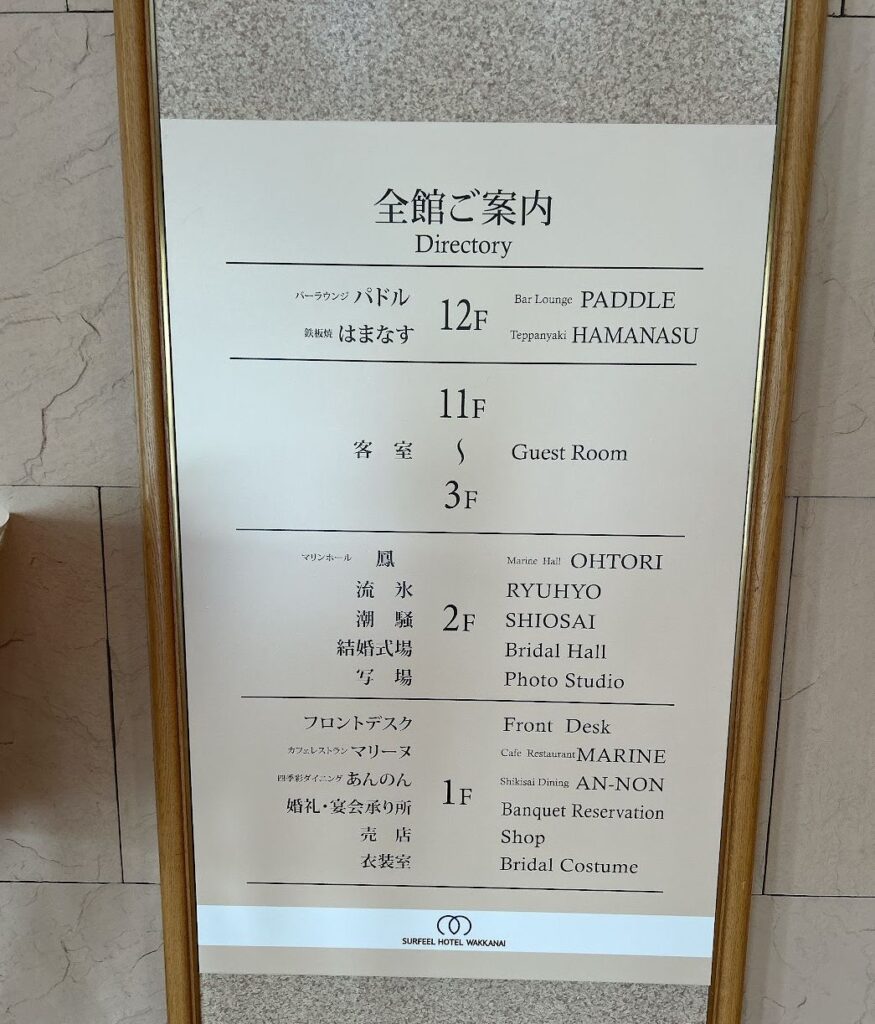 全館ご案内
Directory
バーラウンジ パドル 12F Bar Lounge PADDLE
鉄板焼 はまなす Teppanyaki HAMANASU
11F
客室 〜 Guest Room
3F
マリンホール 鳳 Marine Hall OHTORI
流氷 RYUHYO
潮騒 2F SHIOSAI
結婚式場 Bridal Hall
写場 Photo Studio
フロントデスク Front Desk
カフェレストラン マリーヌ Cafe Restaurant MARINE
四季彩ダイニング あんのん 1F Shikisai Dining AN-NON
婚礼・宴会承り所 Banquet Reservation
売店 Shop
衣装室 Bridal Costume
SURFEEL HOTEL WAKKANAI